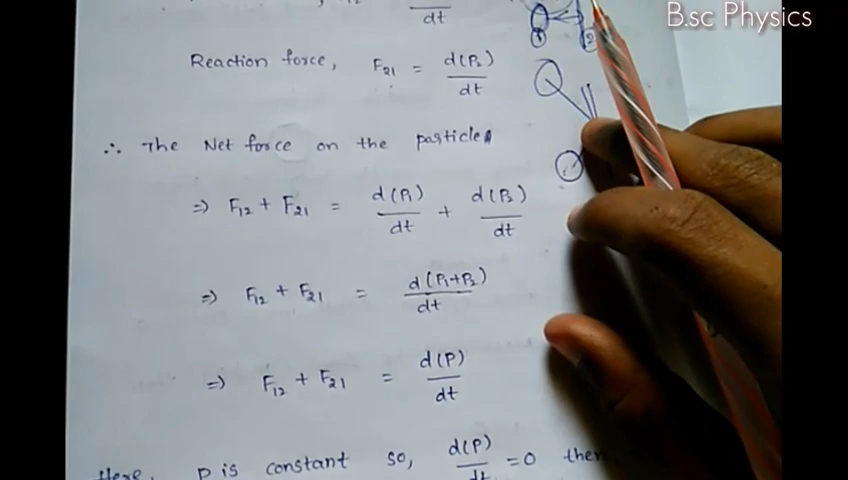 B.sc Physics
dt
Reaction force, F21 = d(P2)/dt
∴ The Net force on the particle
⇒ F12 + F21 = d(P1)/dt + d(P2)/dt
⇒ F12 + F21 = d(P1+P2)/dt
⇒ F12 + F21 = d(P)/dt
Here, P is constant so, d(P)/dt = 0 then